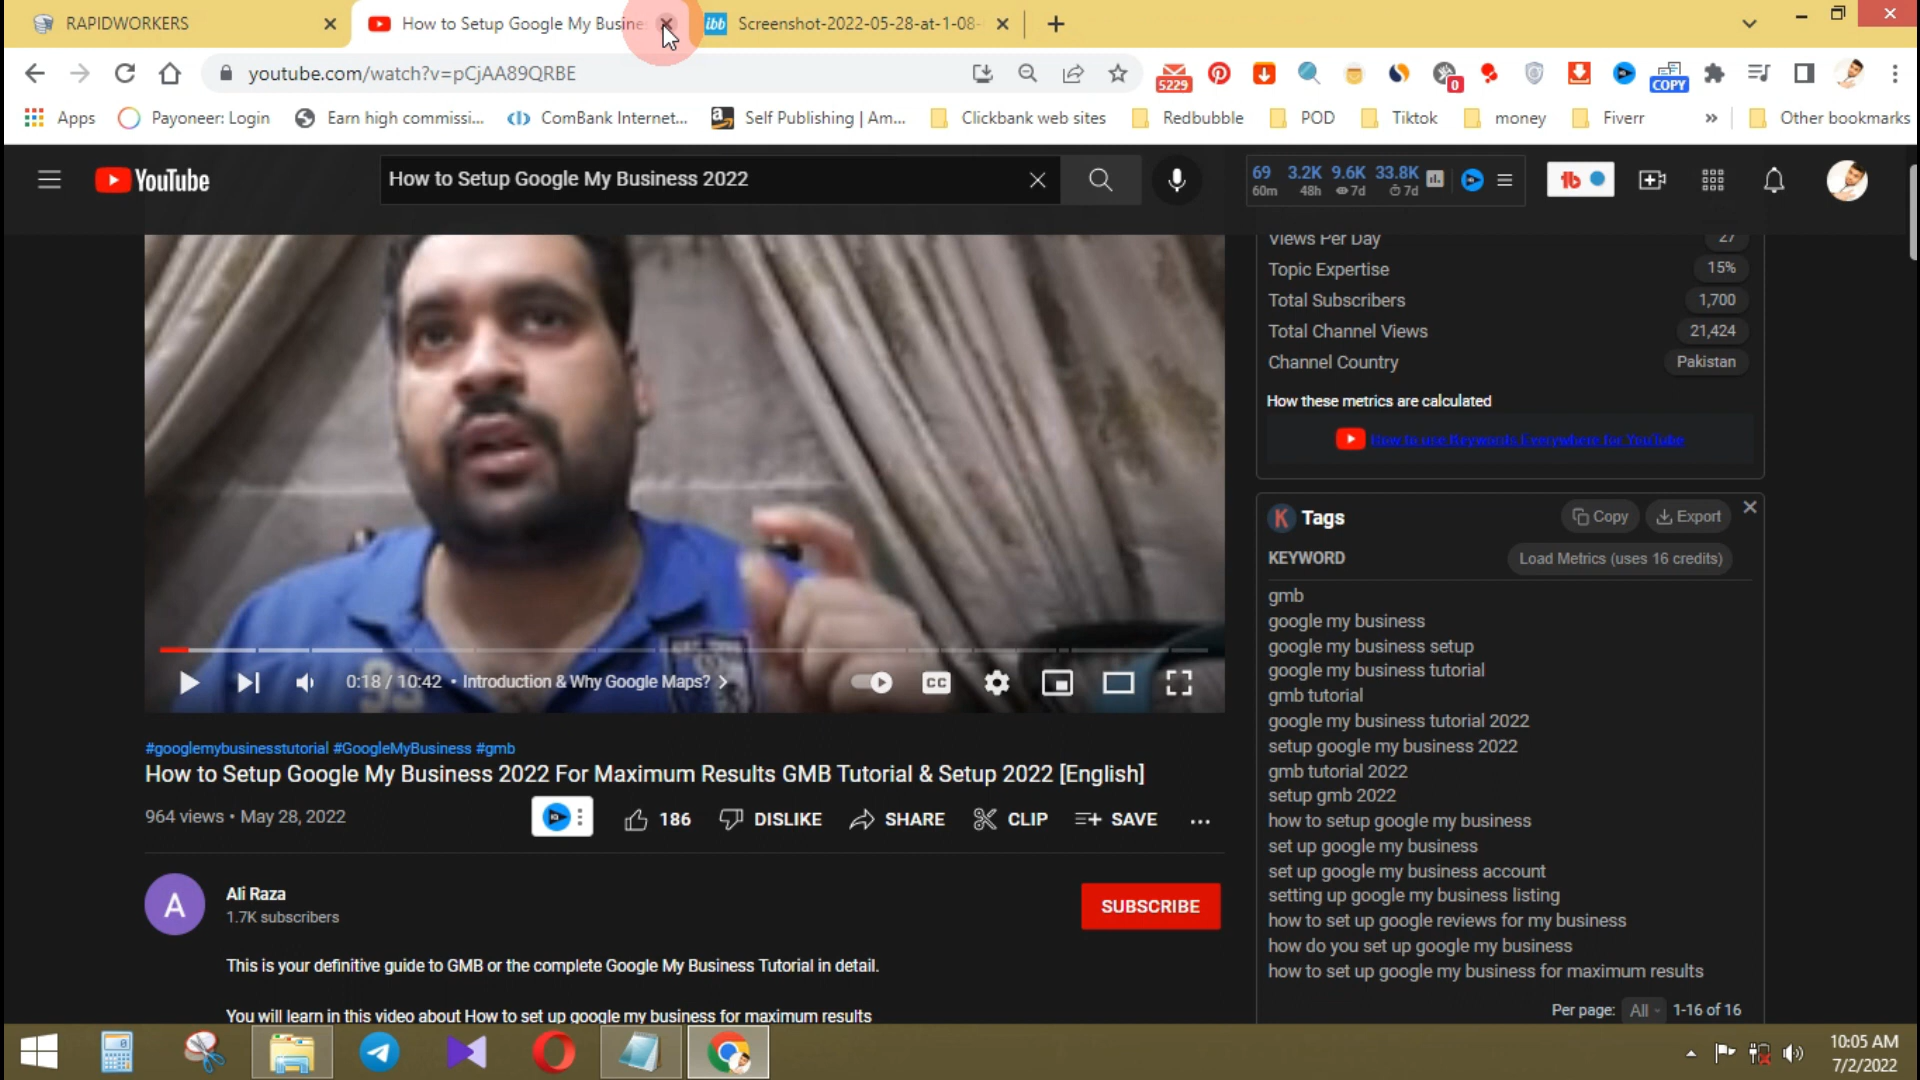 RAPIDWORKERS
How to Setup Google My Busine
ibb
Screenshot-2022-05-28-at-1-08-
youtube.com/watch?v=pCjAA89QRBE
5229
0
COPY
Apps
Payoneer: Login
Earn high commissi...
ComBank Internet...
Self Publishing | Am...
Clickbank web sites
Redbubble
POD
Tiktok
money
Fiverr
»
Other bookmarks
YouTube
How to Setup Google My Business 2022
69 3.2K 9.6K 33.8K
60m 48h 7d 7d
Views Per Day 27
Topic Expertise 15%
Total Subscribers 1,700
Total Channel Views 21,424
Channel Country Pakistan
How these metrics are calculated
How to use Keywords Everywhere for YouTube
K Tags
Copy
Export
KEYWORD
Load Metrics (uses 16 credits)
gmb
google my business
google my business setup
google my business tutorial
gmb tutorial
google my business tutorial 2022
setup google my business 2022
gmb tutorial 2022
setup gmb 2022
how to setup google my business
set up google my business
set up google my business account
setting up google my business listing
how to set up google reviews for my business
how do you set up google my business
how to set up google my business for maximum results
Per page: All 1-16 of 16
0:18 / 10:42 • Introduction & Why Google Maps?
CC
#googlemybusinesstutorial #GoogleMyBusiness #gmb
How to Setup Google My Business 2022 For Maximum Results GMB Tutorial & Setup 2022 [English]
964 views • May 28, 2022
186
DISLIKE
SHARE
CLIP
SAVE
A
Ali Raza
1.7K subscribers
SUBSCRIBE
This is your definitive guide to GMB or the complete Google My Business Tutorial in detail.
You will learn in this video about How to set up google my business for maximum results
10:05 AM
7/2/2022